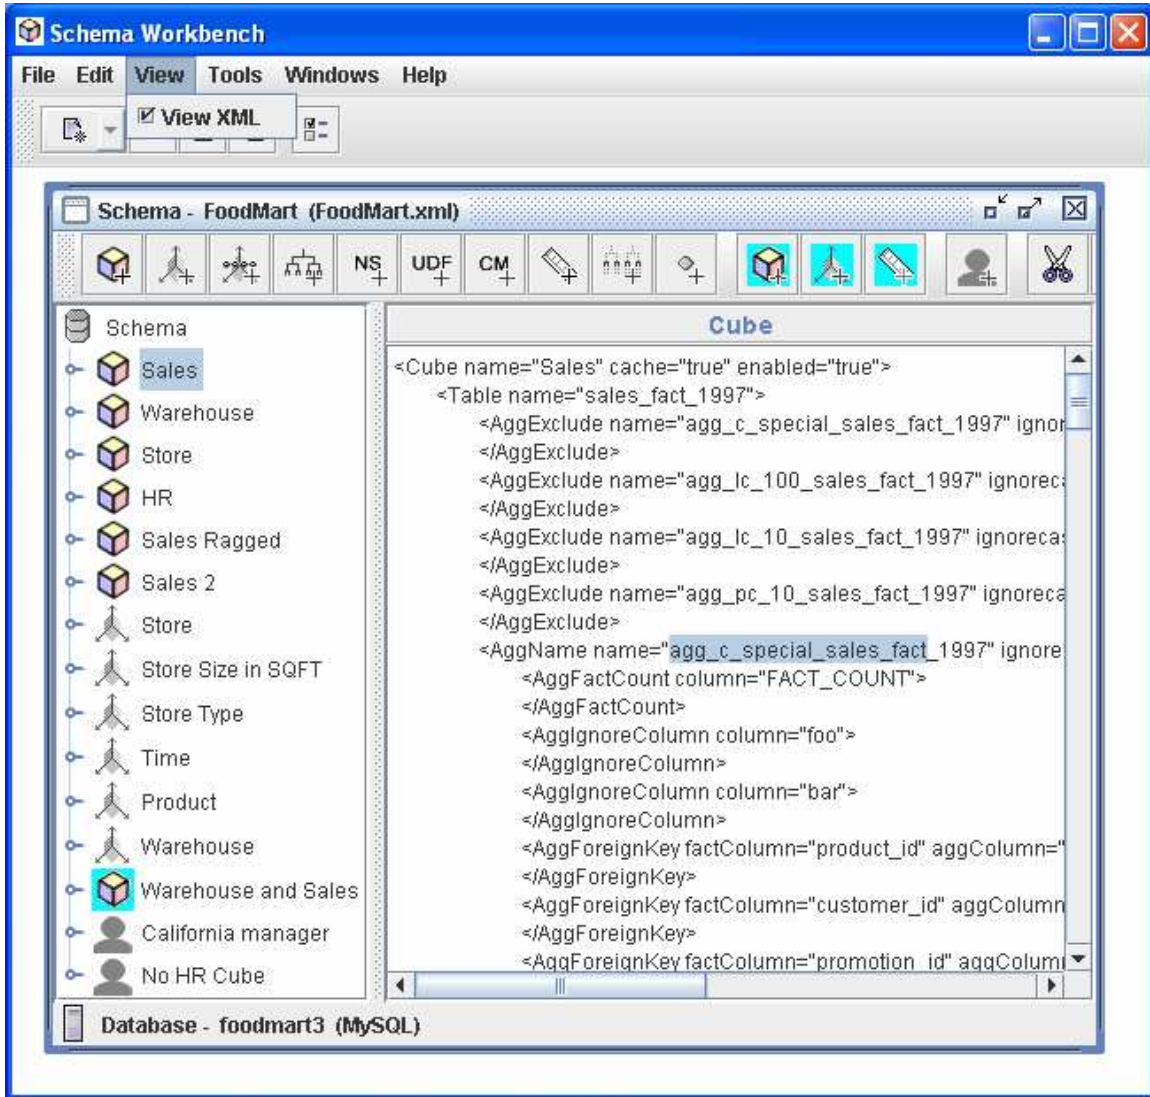 Schema Workbench
File Edit View Tools Windows Help
View XML
Schema - FoodMart (FoodMart.xml)
NS UDF CM
Schema
Sales
Warehouse
Store
HR
Sales Ragged
Sales 2
Store
Store Size in SQFT
Store Type
Time
Product
Warehouse
Warehouse and Sales
California manager
No HR Cube
Cube
<Cube name="Sales" cache="true" enabled="true">
<Table name="sales_fact_1997">
<AggExclude name="agg_c_special_sales_fact_1997" ignor
</AggExclude>
<AggExclude name="agg_lc_100_sales_fact_1997" ignoreca
</AggExclude>
<AggExclude name="agg_lc_10_sales_fact_1997" ignorecas
</AggExclude>
<AggExclude name="agg_pc_10_sales_fact_1997" ignoreca
</AggExclude>
<AggName name="agg_c_special_sales_fact_1997" ignore
<AggFactCount column="FACT_COUNT">
</AggFactCount>
<AggIgnoreColumn column="foo">
</AggIgnoreColumn>
<AggIgnoreColumn column="bar">
</AggIgnoreColumn>
<AggForeignKey factColumn="product_id" aggColumn="
</AggForeignKey>
<AggForeignKey factColumn="customer_id" aggColumn
</AggForeignKey>
<AggForeignKey factColumn="promotion_id" aggColum
Database - foodmart3 (MySQL)